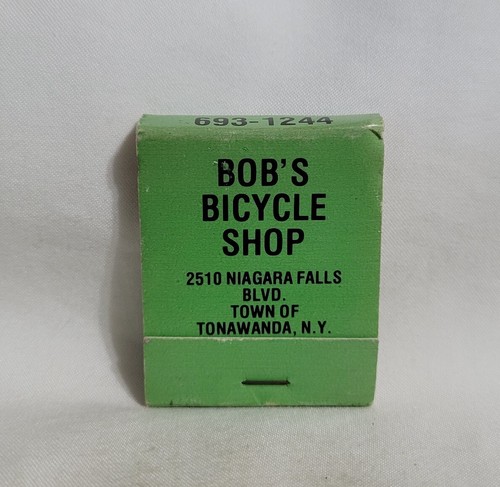 693-1244
BOB'S
BICYCLE
SHOP
2510 NIAGARA FALLS
BLVD.
TOWN OF
TONAWANDA, N.Y.